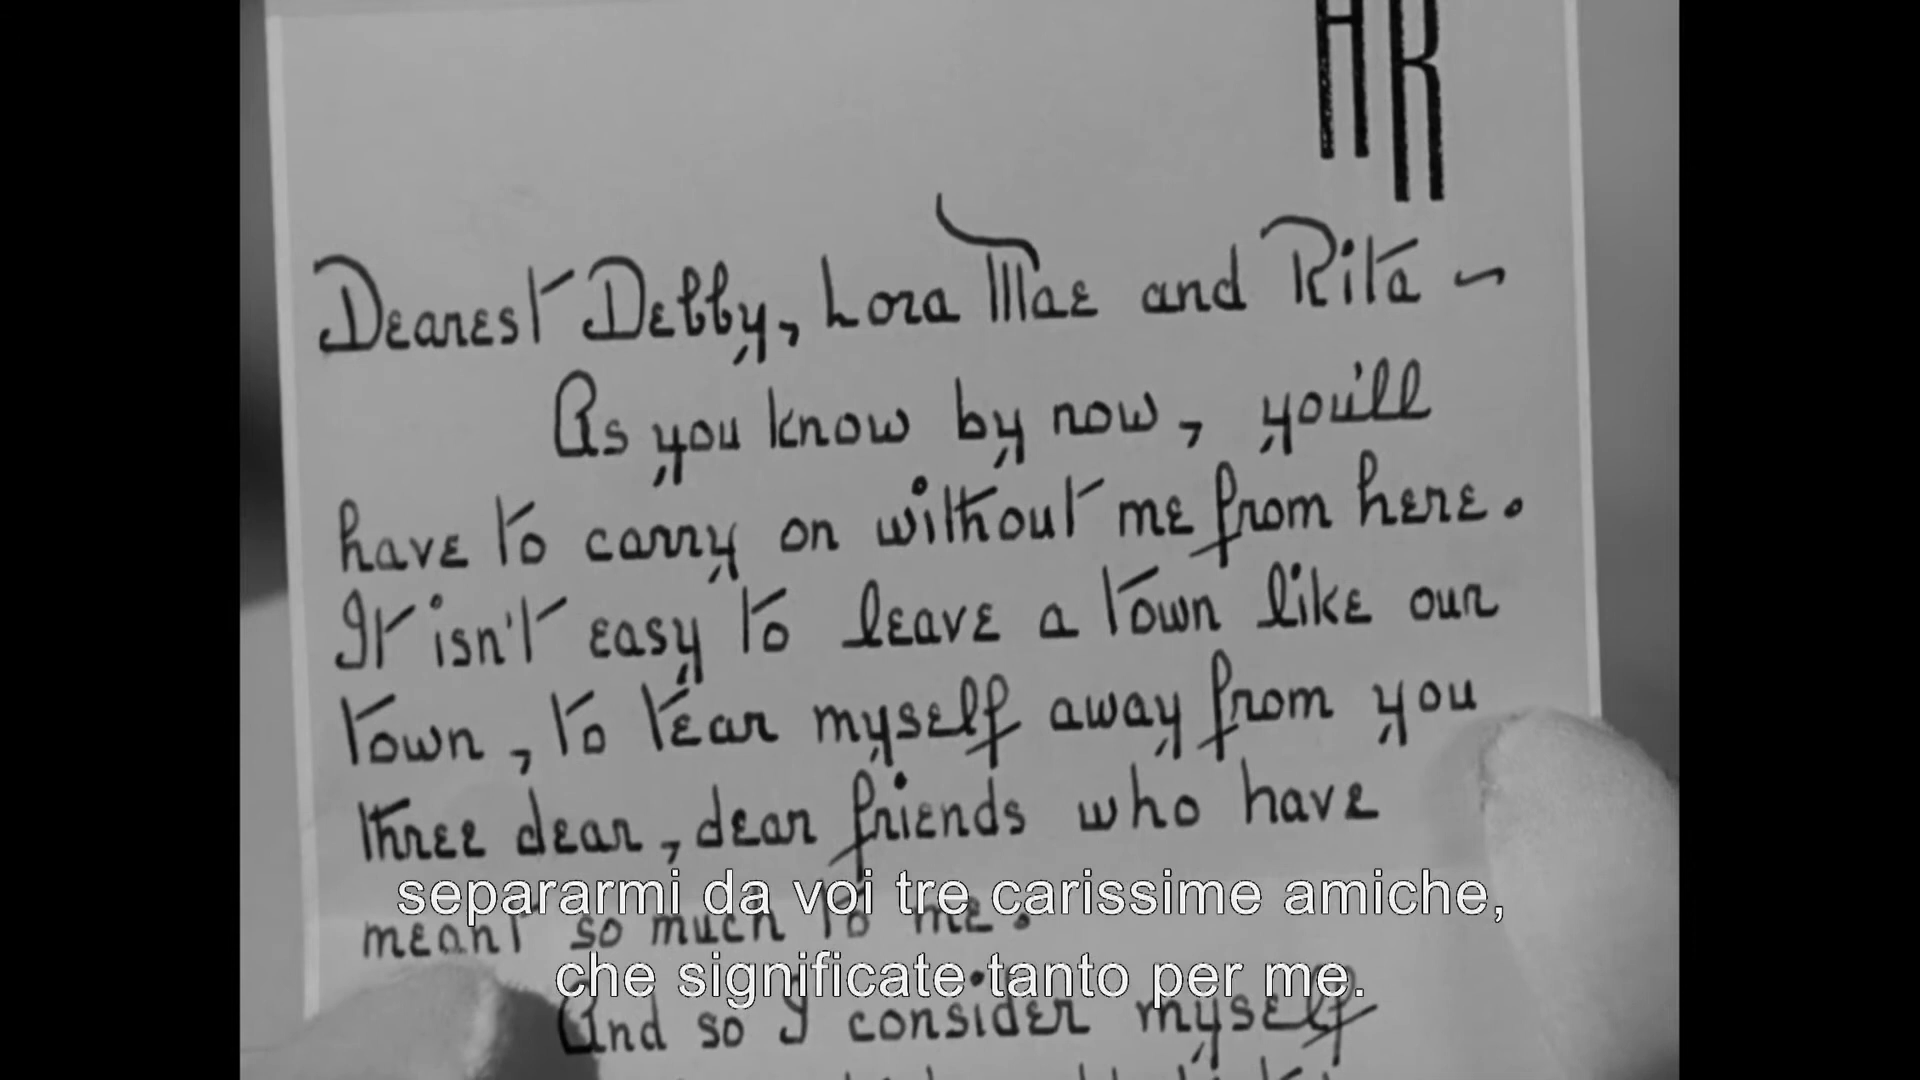 AR
Dearest Debby, Lora Mae and Rita –
As you know by now, you'll
have to carry on without me from here.
It isn't easy to leave a town like our
town, to tear myself away from you
three dear, dear friends who have
meant so much to me.
separarmi da voi tre carissime amiche,
che significate tanto per me.
And so I consider myself